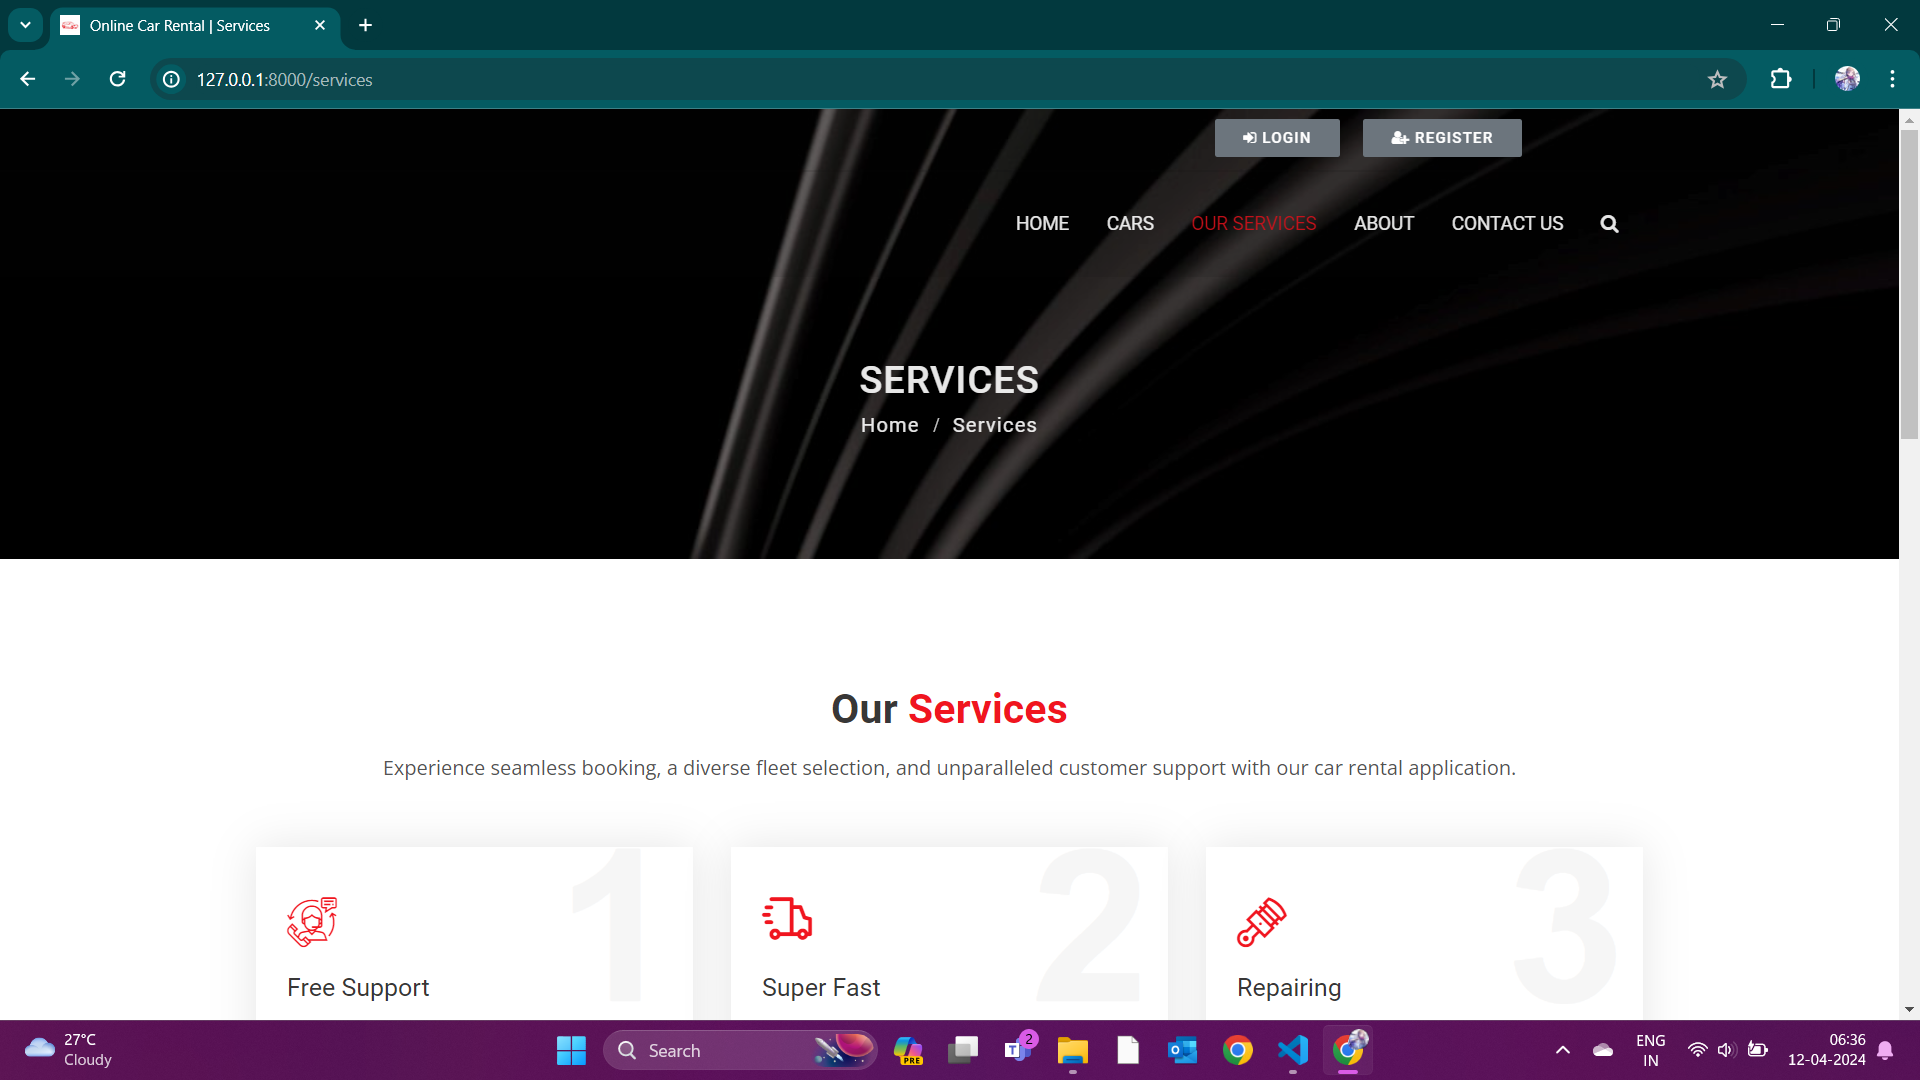 Online Car Rental | Services
127.0.0.1:8000/services
LOGIN
REGISTER
HOME
CARS
OUR SERVICES
ABOUT
CONTACT US
SERVICES
Home / Services
Our Services
Experience seamless booking, a diverse fleet selection, and unparalleled customer support with our car rental application.
1
2
3
Free Support
Super Fast
Repairing
27°C
Cloudy
Search
PRE
2
ENG
IN
06:36
12-04-2024